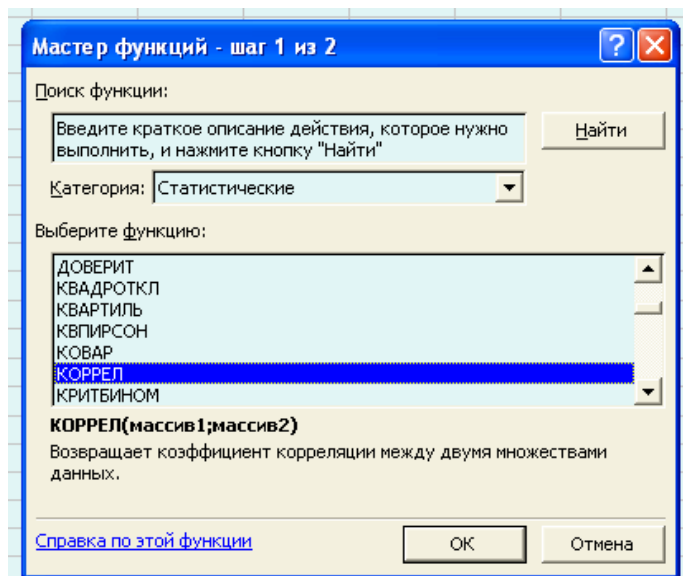 Мастер функций - шаг 1 из 2
Поиск функции:
Введите краткое описание действия, которое нужно
выполнить, и нажмите кнопку "Найти"
Найти
Категория: Статистические
Выберите функцию:
ДОВЕРИТ
КВАДРОТКЛ
КВАРТИЛЬ
КВПИРСОН
КОВАР
КОРРЕЛ
КРИТБИНОМ
КОРРЕЛ(массив1;массив2)
Возвращает коэффициент корреляции между двумя множествами
данных.
Справка по этой функции
ОК
Отмена